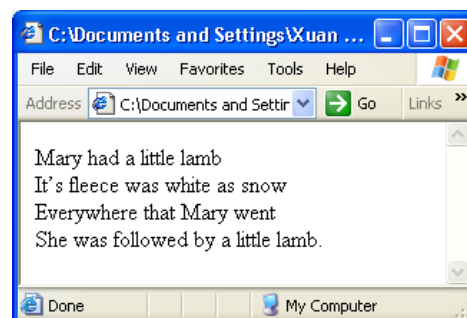 C:\Documents and Settings\Xuan ...
File Edit View Favorites Tools Help
Address C:\Documents and Settir Go Links »
Mary had a little lamb
It's fleece was white as snow
Everywhere that Mary went
She was followed by a little lamb.
Done My Computer